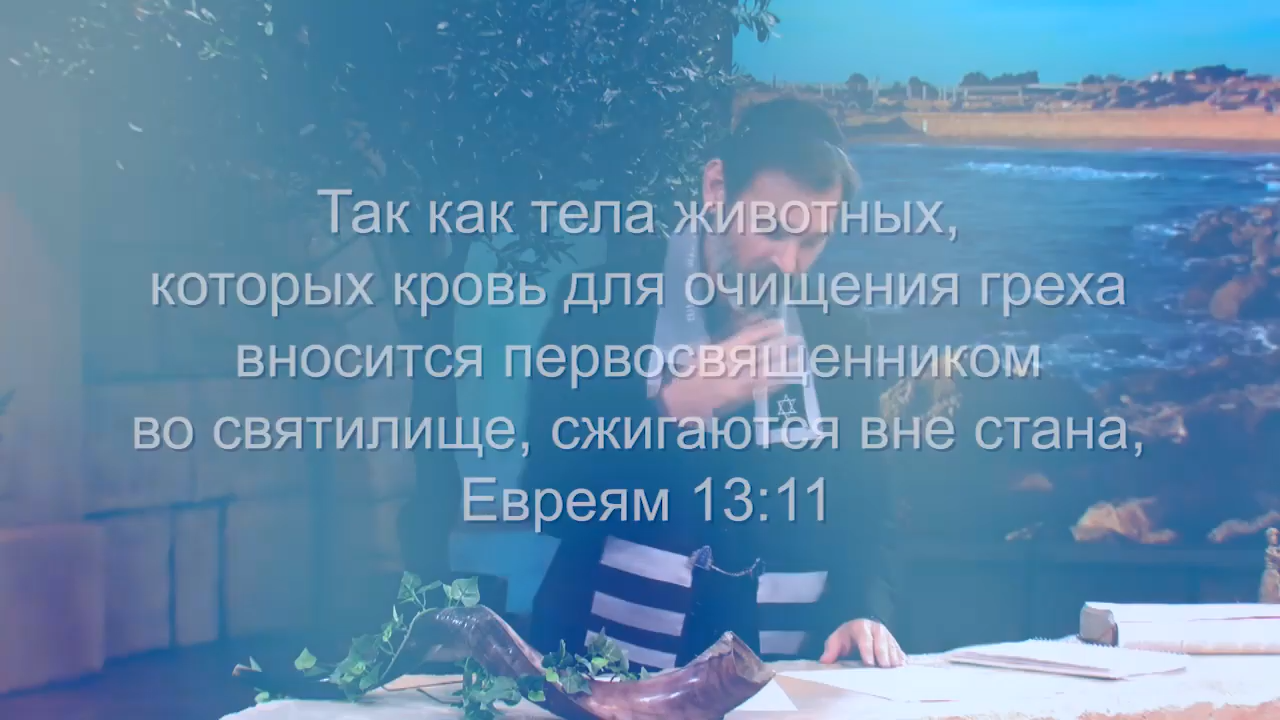 Так как тела животных,
которых кровь для очищения греха
вносится первосвященником
во святилище, сжигаются вне стана,
Евреям 13:11